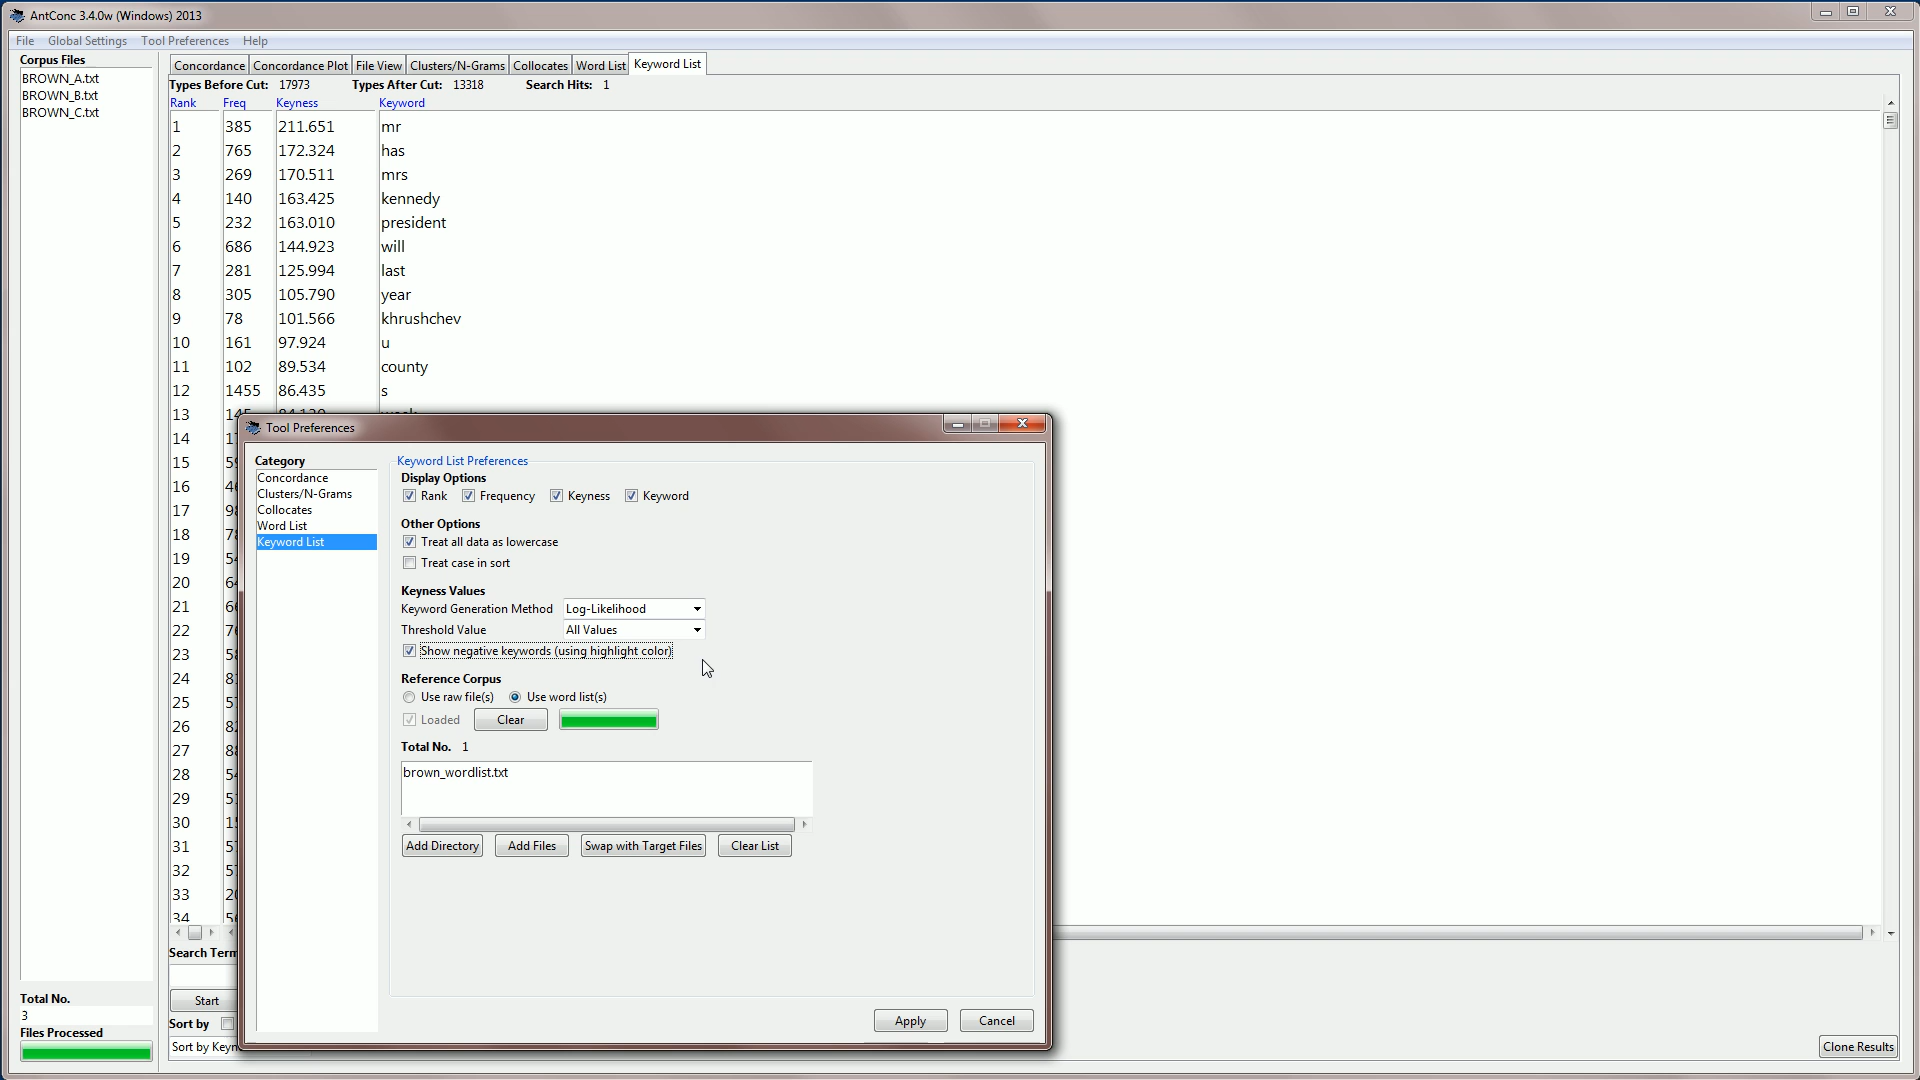 AntConc 3.4.0w (Windows) 2013
File Global Settings Tool Preferences Help
Corpus Files
BROWN_A.txt
BROWN_B.txt
BROWN_C.txt
Concordance Concordance Plot File View Clusters/N-Grams Collocates Word List Keyword List
Types Before Cut: 17973 Types After Cut: 13318 Search Hits: 1
Rank Freq Keyness Keyword
1 385 211.651 mr
2 765 172.324 has
3 269 170.511 mrs
4 140 163.425 kennedy
5 232 163.010 president
6 686 144.923 will
7 281 125.994 last
8 305 105.790 year
9 78 101.566 khrushchev
10 161 97.924 u
11 102 89.534 county
12 1455 86.435 s
13
14
15
16
17
18
19
20
21
22
23
24
25
26
27
28
29
30
31
32
33
34
Tool Preferences
Category
Concordance
Clusters/N-Grams
Collocates
Word List
Keyword List
Keyword List Preferences
Display Options
Rank Frequency Keyness Keyword
Other Options
Treat all data as lowercase
Treat case in sort
Keyness Values
Keyword Generation Method Log-Likelihood
Threshold Value All Values
Show negative keywords (using highlight color)
Reference Corpus
Use raw file(s) Use word list(s)
Loaded Clear
Total No. 1
brown_wordlist.txt
Add Directory Add Files Swap with Target Files Clear List
Apply Cancel
Search Term
Start
Sort by
Sort by Keyn
Total No.
3
Files Processed
Clone Results